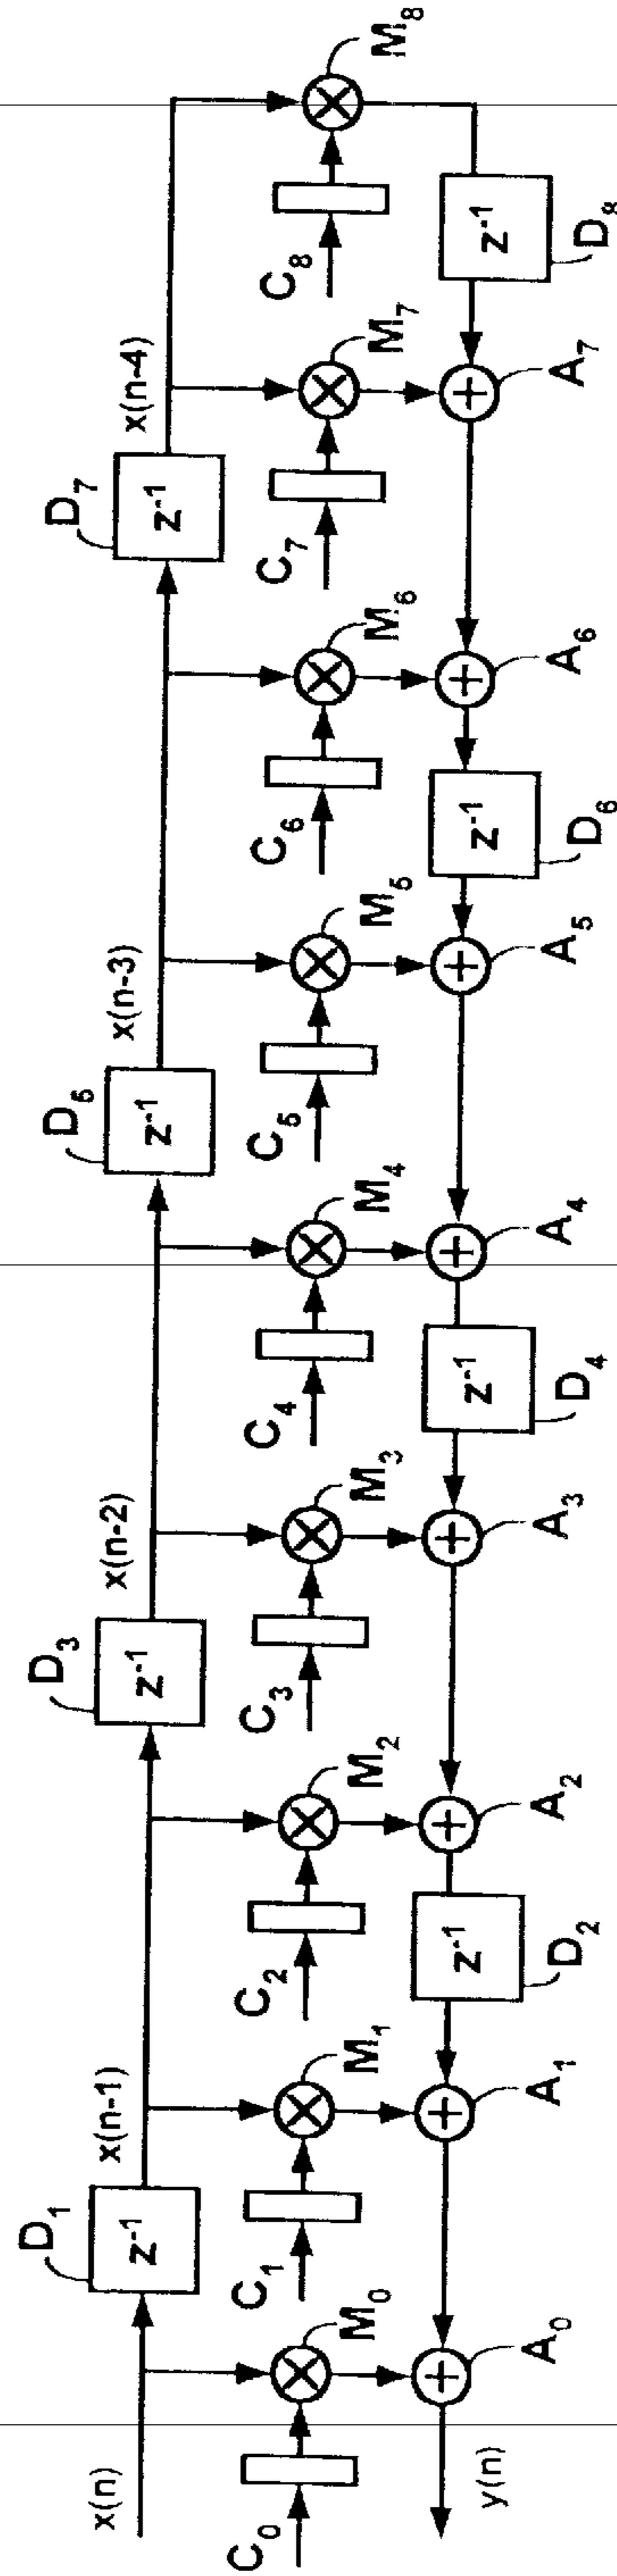 D₁ D₃ D₅ D₇
x(n) z⁻¹ x(n-1) z⁻¹ x(n-2) z⁻¹ x(n-3) z⁻¹ x(n-4)
C₀ C₁ C₂ C₃ C₄ C₅ C₆ C₇ C₈
M₀ M₁ M₂ M₃ M₄ M₅ M₆ M₇ M₈
y(n) z⁻¹ z⁻¹ z⁻¹ z⁻¹
A₀ A₁ D₂ A₂ A₃ D₄ A₄ A₅ D₆ A₆ A₇ D₈